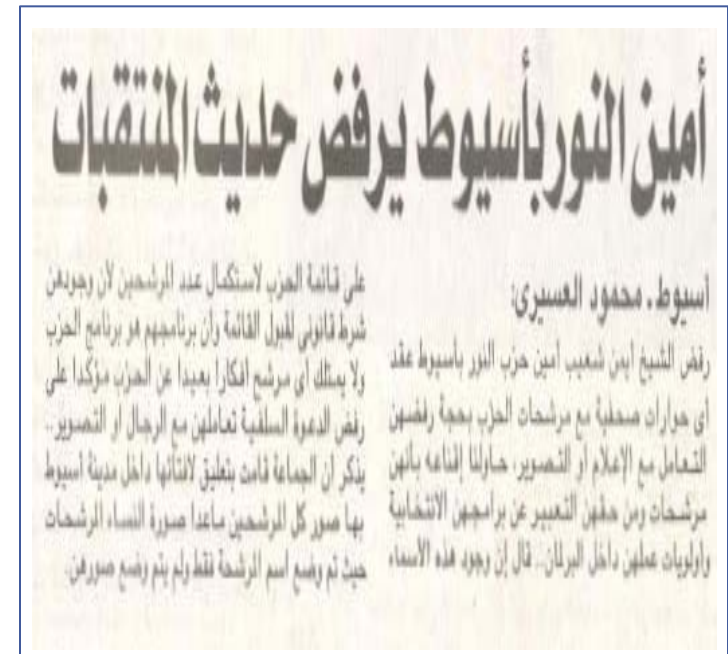 أمين النور بأسيوط يرفض حديث المنتقبات
أسيوط ـ محمود العسيرى:
رفض الشيخ ايمن شعيب أمين حزب النور بأسيوط عقد
أى حوارات صحفية مع مرشحات الحزب بحجة رفضهن
التعامل مع الإعلام أو التصوير، حاولنا إقناعه بأنهن
مرشحات ومن حقهن التعبير عن برامجهن الانتخابية
وأولويات عملهن داخل البرلمان.. قال إن وجود هذه الأسماء
على قائمة الحزب لاستكمال عدد المرشحين لأن وجودهن
شرط قانونى لقبول القائمة وأن برنامجهم هو برنامج الحزب
ولا يمتلك أى مرشح أفكارا بعيدا عن الحزب مؤكدا على
رفض الدعوة السلفية تعاملهن مع الرجال أو التصوير..
يذكر أن الجماعة قامت بتعليق لافتاتها داخل مدينة أسيوط
بها صور كل المرشحين ماعدا صورة النساء المرشحات
حيث تم وضع اسم المرشحة فقط ولم يتم وضع صورهن.